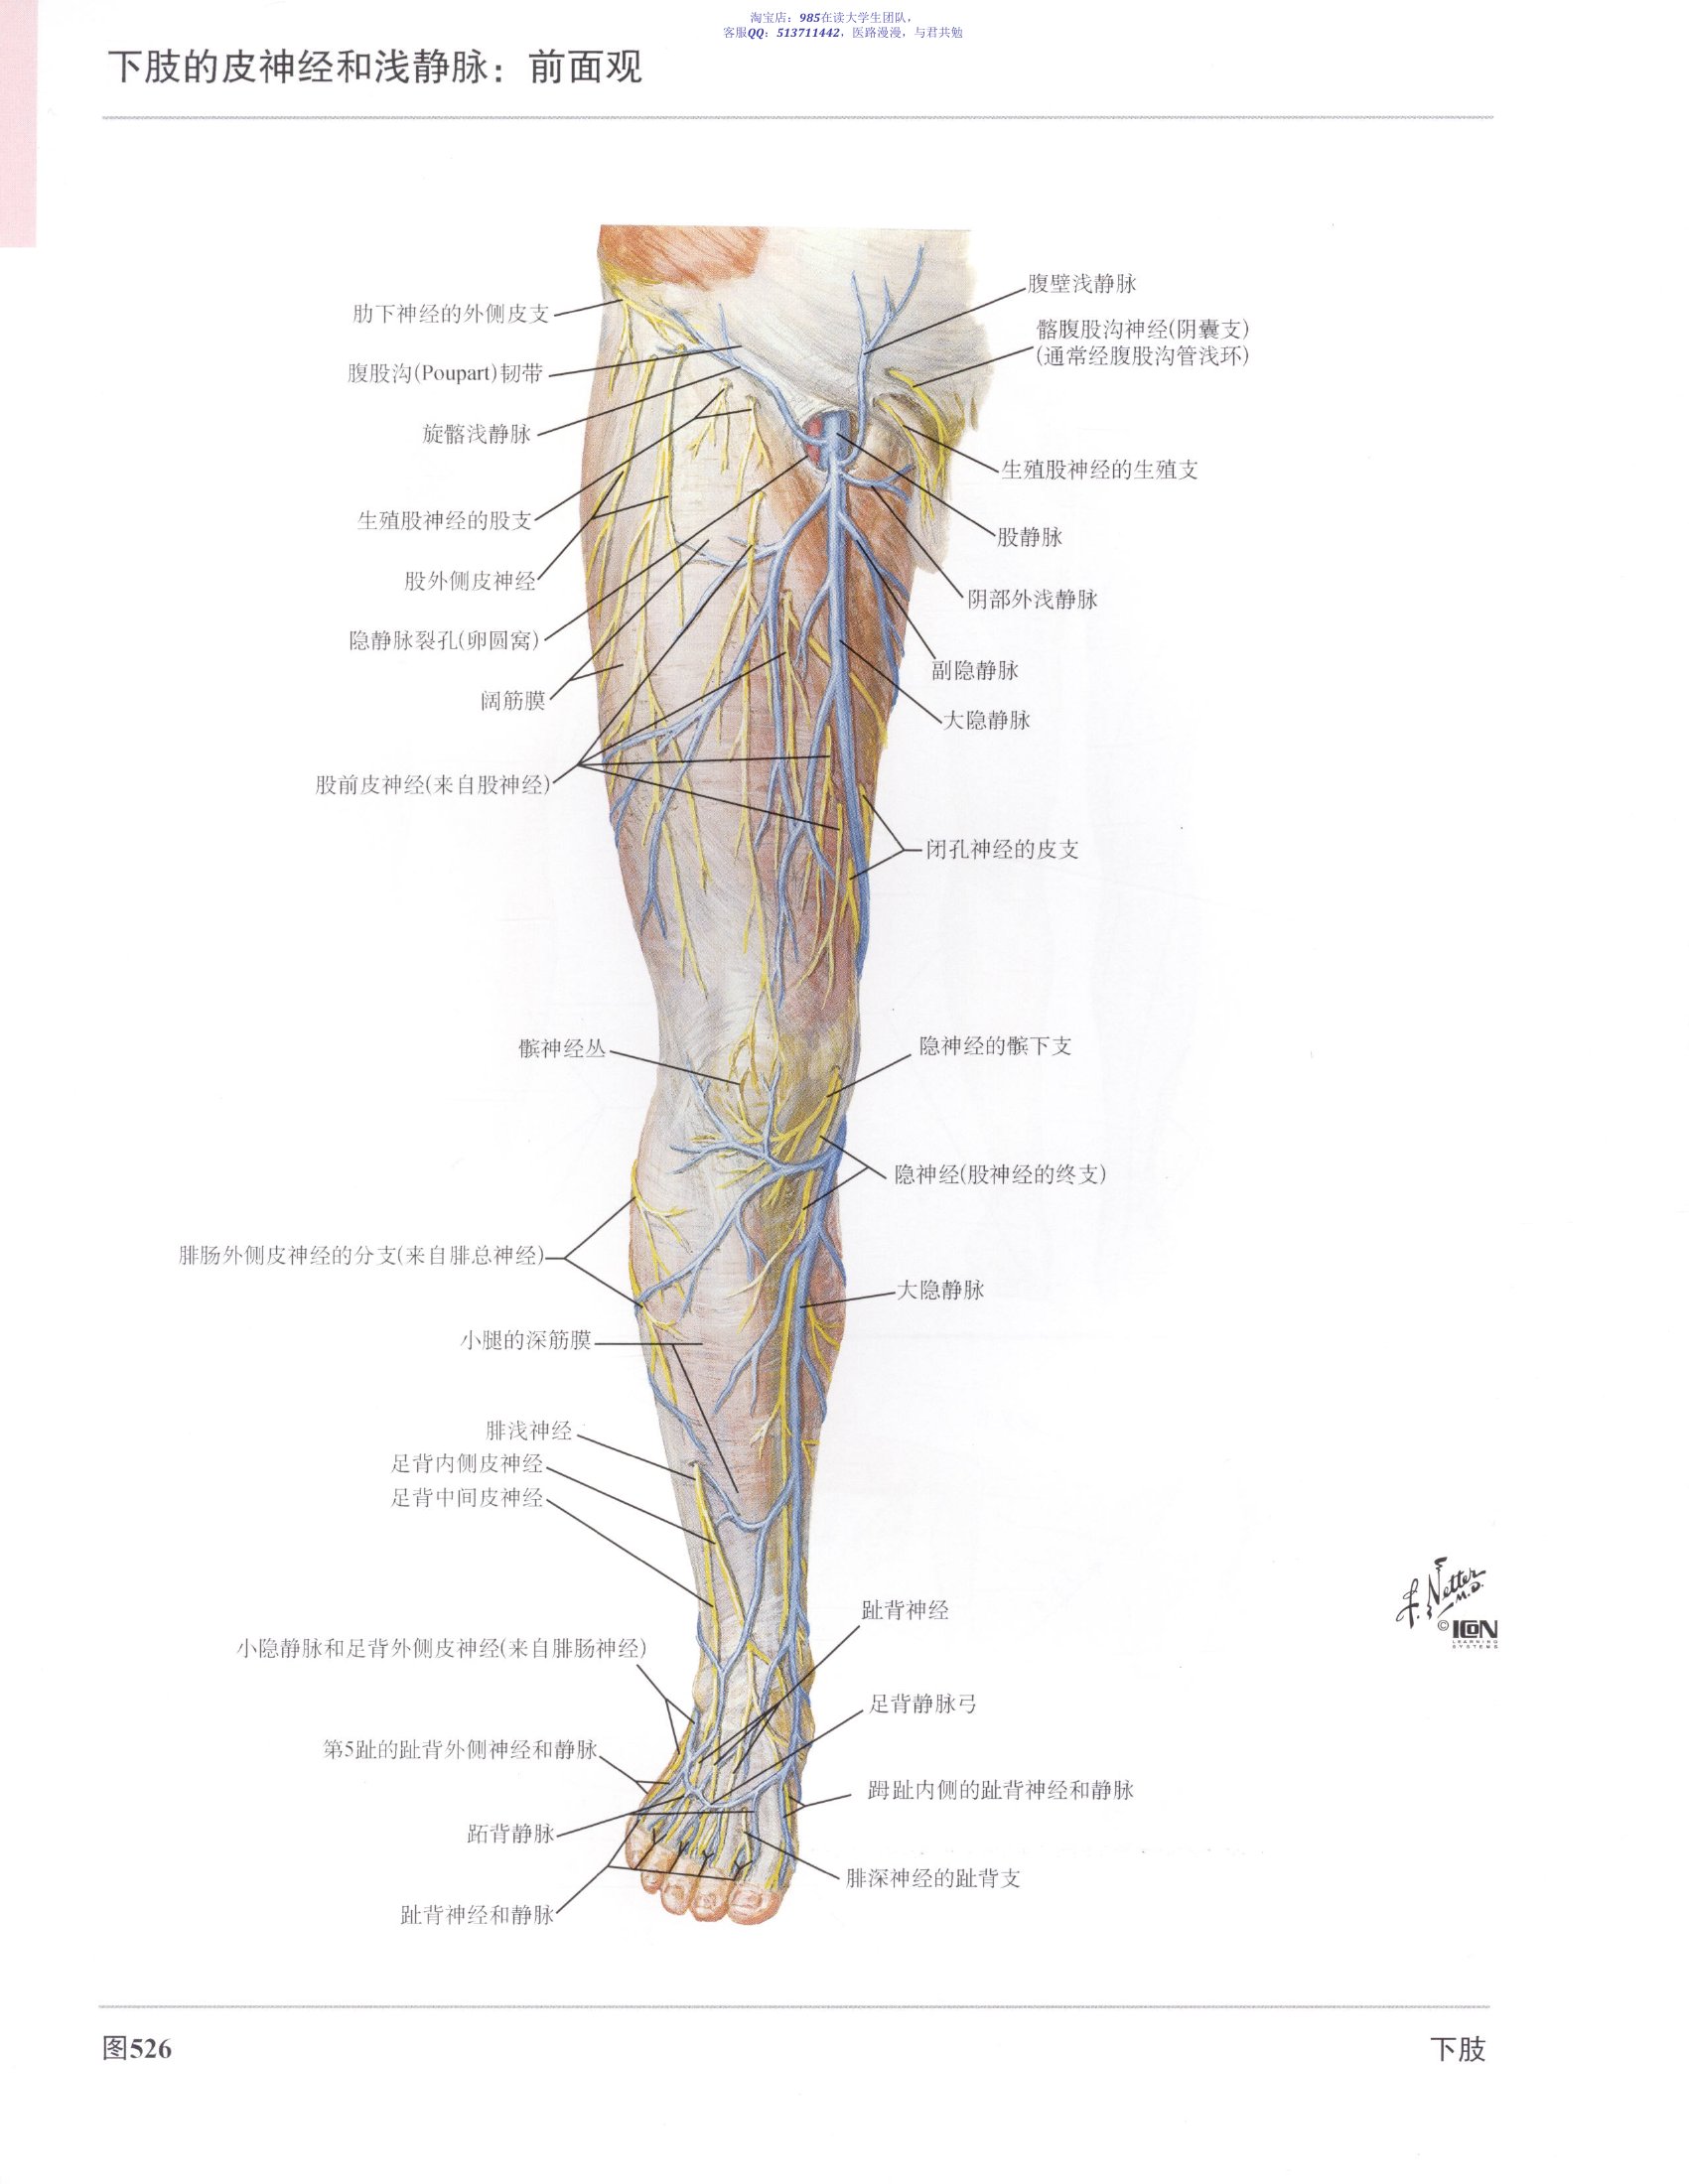 淘宝店：985在读大学生团队，
客服QQ：513711442，医路漫漫，与君共勉
下肢的皮神经和浅静脉：前面观
肋下神经的外侧皮支
腹股沟(Poupart)韧带
旋髂浅静脉
生殖股神经的股支
股外侧皮神经
隐静脉裂孔(卵圆窝)
阔筋膜
股前皮神经(来自股神经)
髌神经丛
腓肠外侧皮神经的分支(来自腓总神经)
小腿的深筋膜
腓浅神经
足背内侧皮神经
足背中间皮神经
小隐静脉和足背外侧皮神经(来自腓肠神经)
第5趾的趾背外侧神经和静脉
跖背静脉
趾背神经和静脉
腹壁浅静脉
髂腹股沟神经(阴囊支)
(通常经腹股沟管浅环)
生殖股神经的生殖支
股静脉
阴部外浅静脉
副隐静脉
大隐静脉
闭孔神经的皮支
隐神经的髌下支
隐神经(股神经的终支)
大隐静脉
趾背神经
足背静脉弓
踇趾内侧的趾背神经和静脉
腓深神经的趾背支
F. Netter
M.D.
© ICON
LEARNING
SYSTEMS
图526
下肢